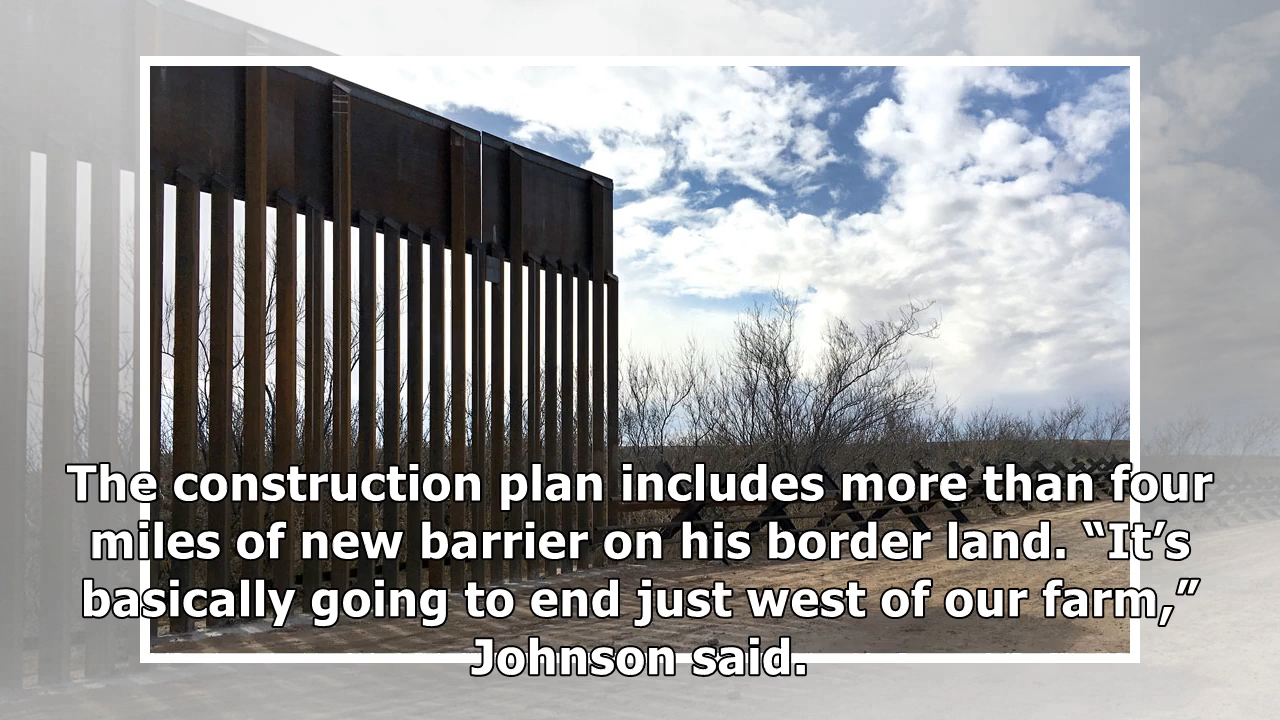 The construction plan includes more than four
miles of new barrier on his border land. “It’s
basically going to end just west of our farm,”
Johnson said.